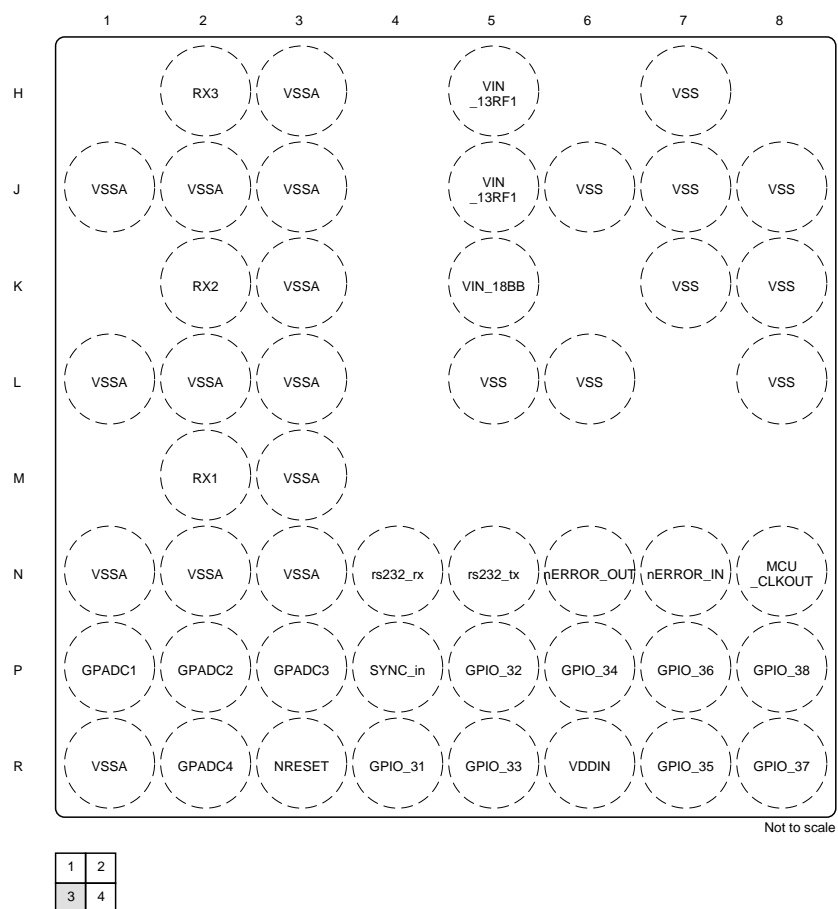 1 2 3 4 5 6 7 8
H RX3 VSSA VIN _13RF1 VSS
J VSSA VSSA VSSA VIN _13RF1 VSS VSS VSS
K RX2 VSSA VIN_18BB VSS VSS
L VSSA VSSA VSSA VSS VSS VSS
M RX1 VSSA
N VSSA VSSA VSSA rs232_rx rs232_tx nERROR_OUT nERROR_IN MCU _CLKOUT
P GPADC1 GPADC2 GPADC3 SYNC_in GPIO_32 GPIO_34 GPIO_36 GPIO_38
R VSSA GPADC4 NRESET GPIO_31 GPIO_33 VDDIN GPIO_35 GPIO_37
Not to scale
1 2
3 4